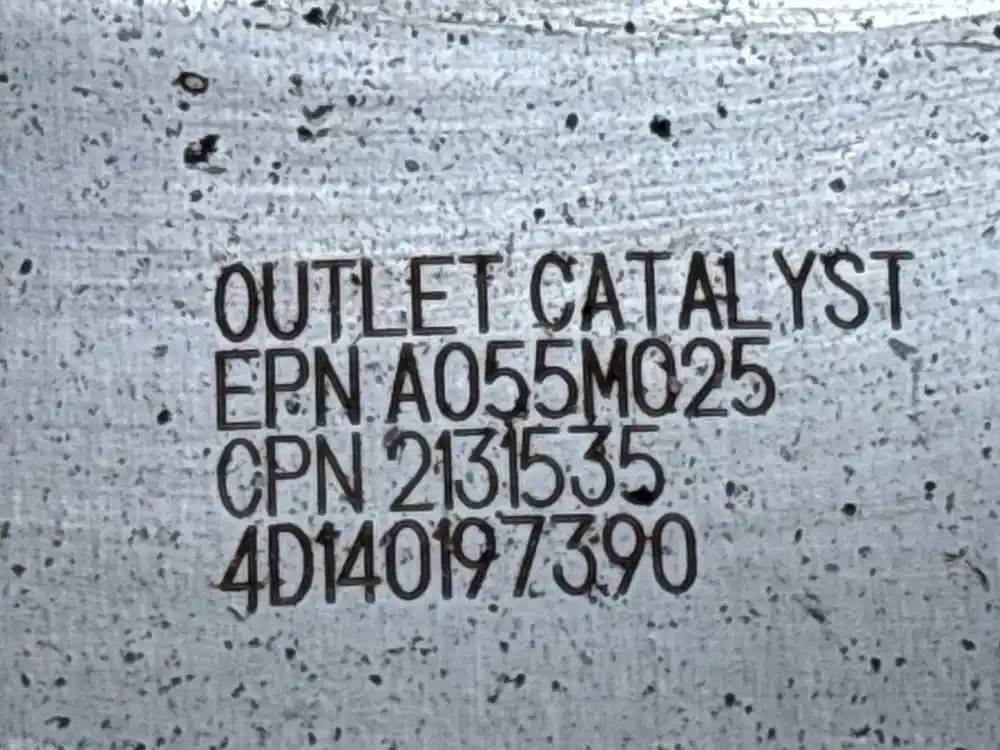 OUTLET CATALYST
EPN A055M025
CPN 2131535
4D140197390